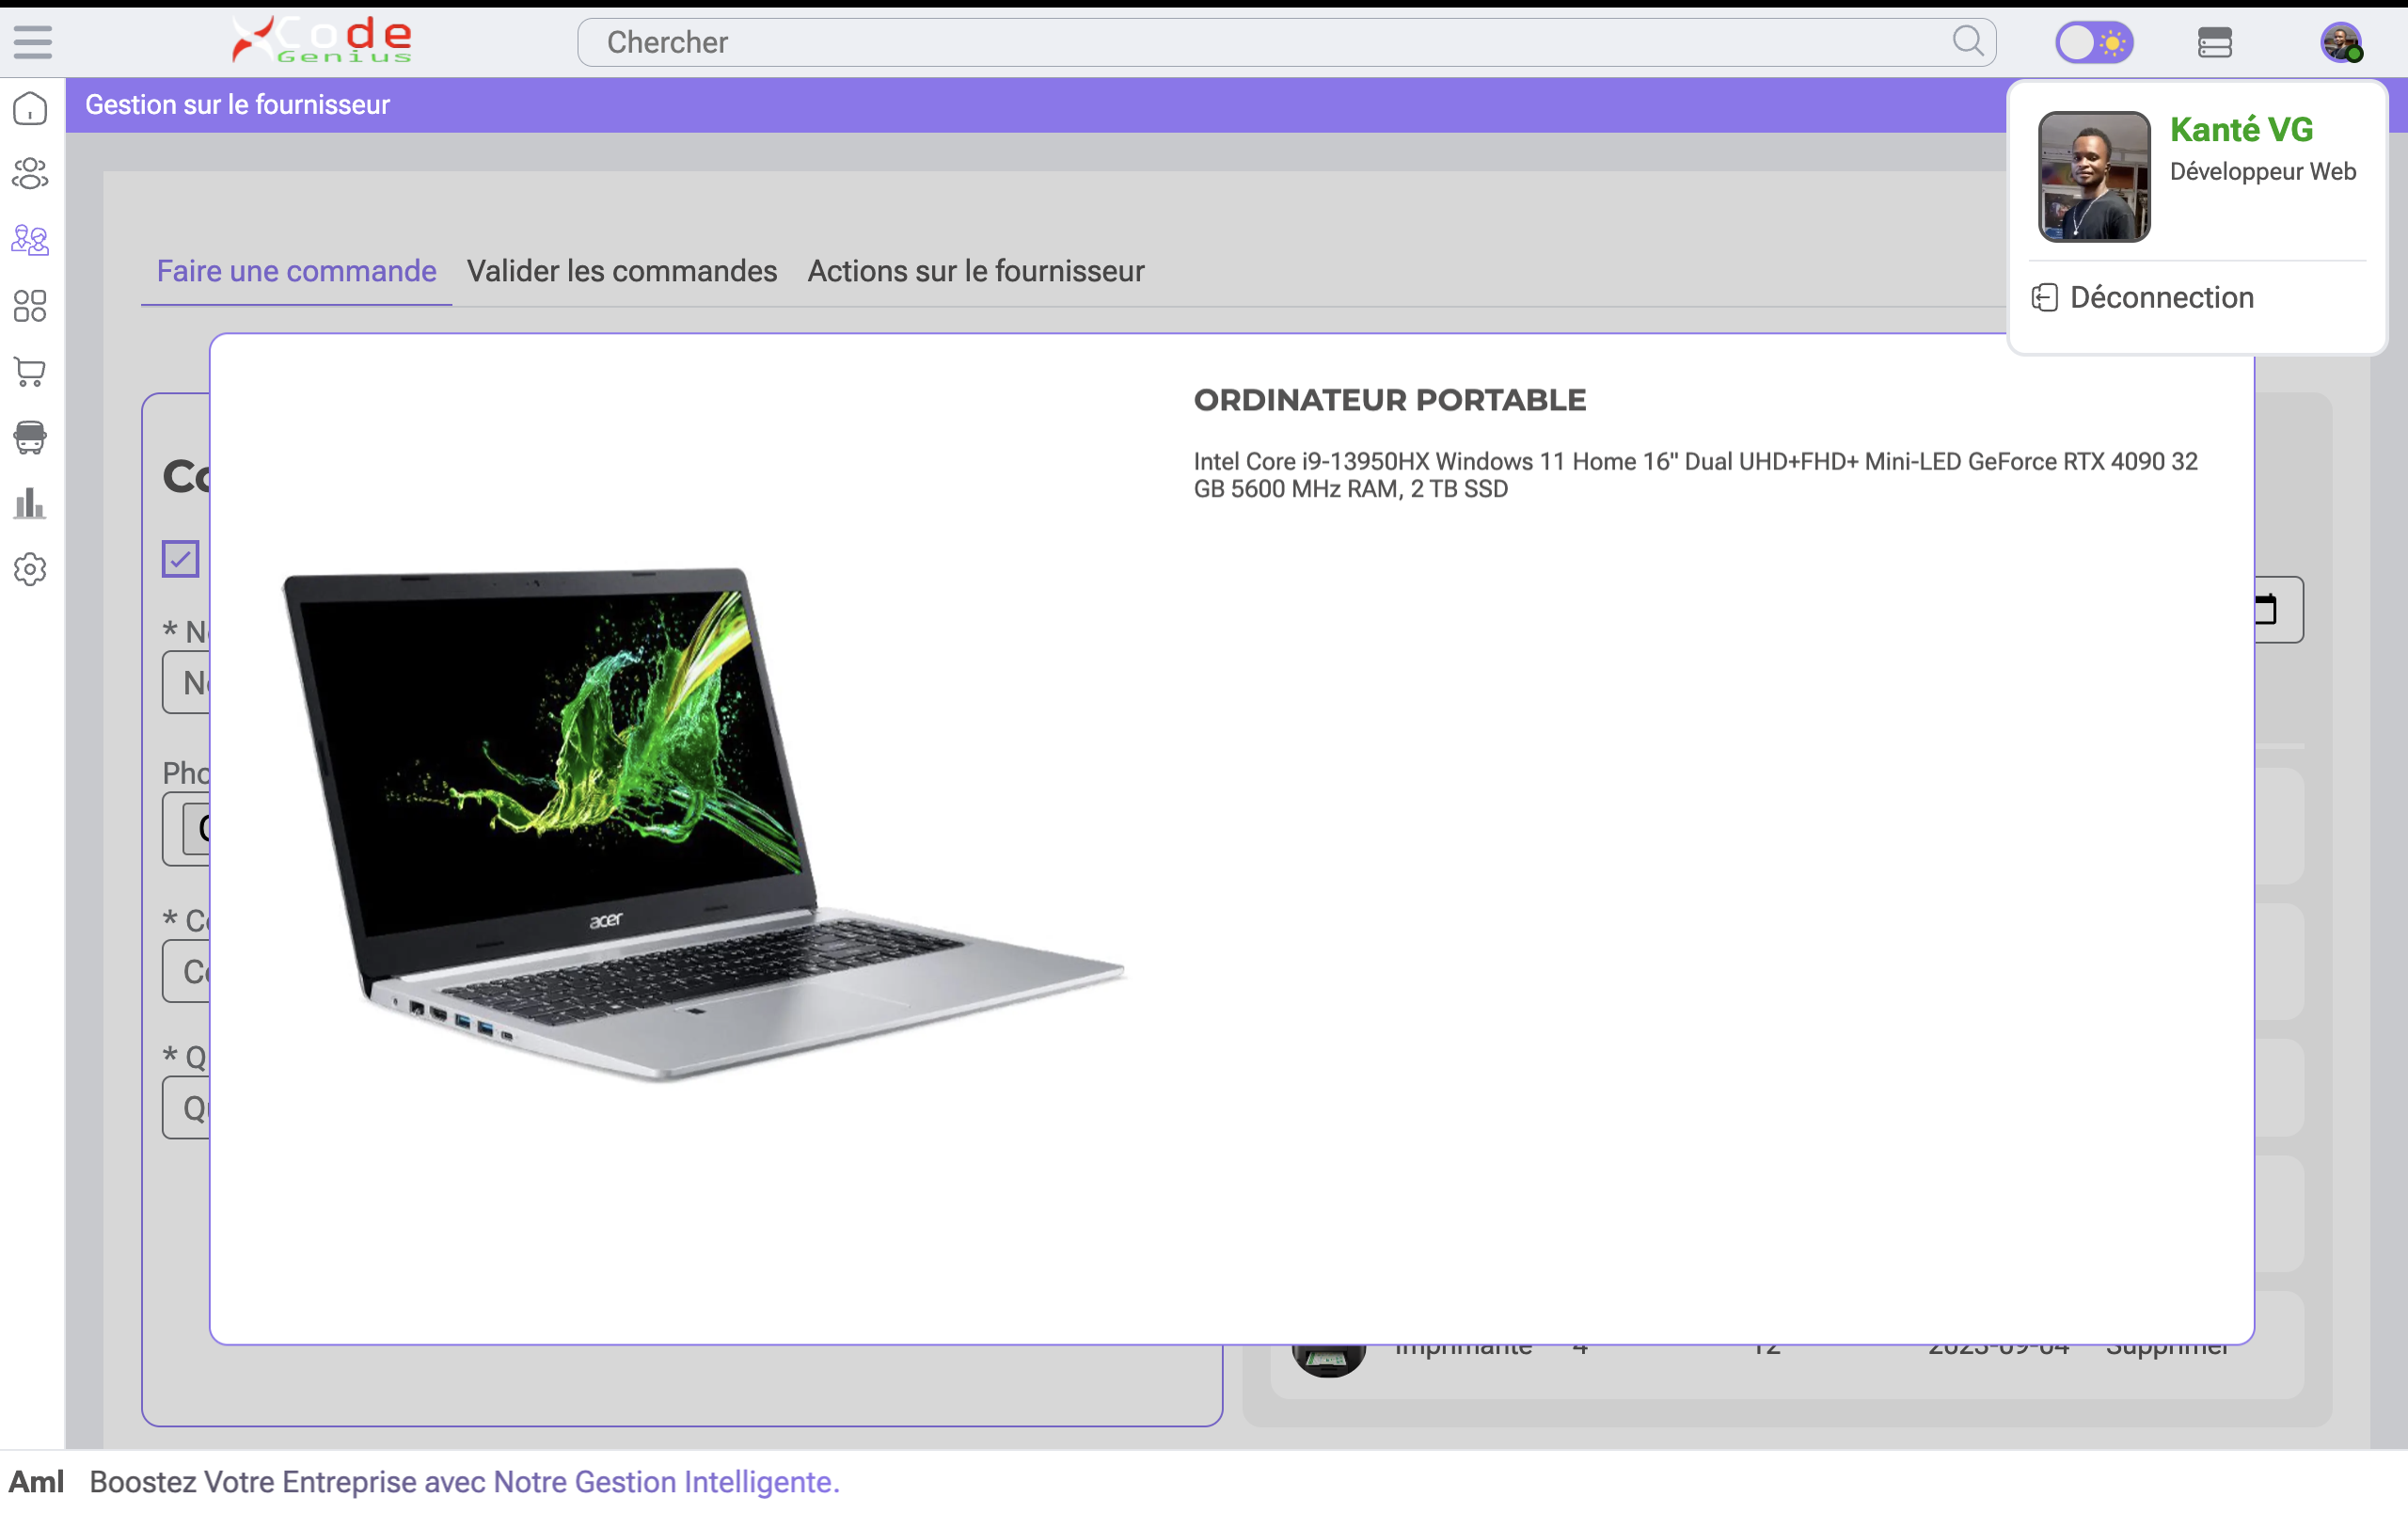 Code
Genius
Chercher
Gestion sur le fournisseur
Kanté VG
Développeur Web
Déconnection
Faire une commande Valider les commandes Actions sur le fournisseur
ORDINATEUR PORTABLE
Intel Core i9-13950HX Windows 11 Home 16" Dual UHD+FHD+ Mini-LED GeForce RTX 4090 32
GB 5600 MHz RAM, 2 TB SSD
acer
Imprimante 4 12 2023-09-04 Supprimer
Aml Boostez Votre Entreprise avec Notre Gestion Intelligente.